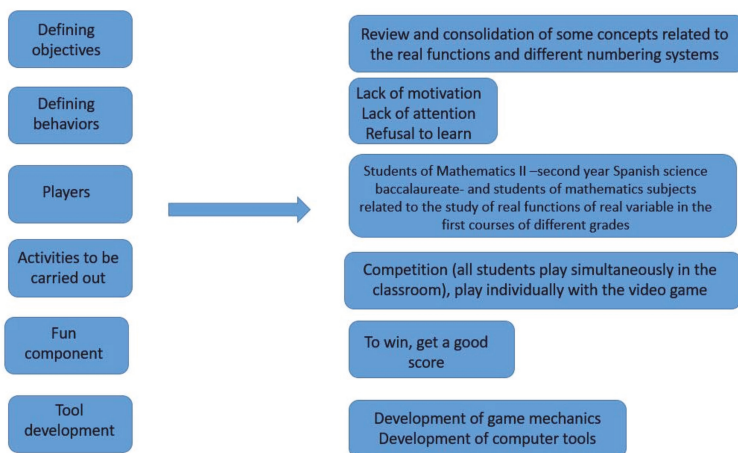 Defining
objectives
Review and consolidation of some concepts related to
the real functions and different numbering systems
Defining
behaviors
Lack of motivation
Lack of attention
Refusal to learn
Players
Students of Mathematics II –second year Spanish science
baccalaureate- and students of mathematics subjects
related to the study of real functions of real variable in the
first courses of different grades
Activities to be
carried out
Competition (all students play simultaneously in the
classroom), play individually with the video game
Fun
component
To win, get a good
score
Tool
development
Development of game mechanics
Development of computer tools